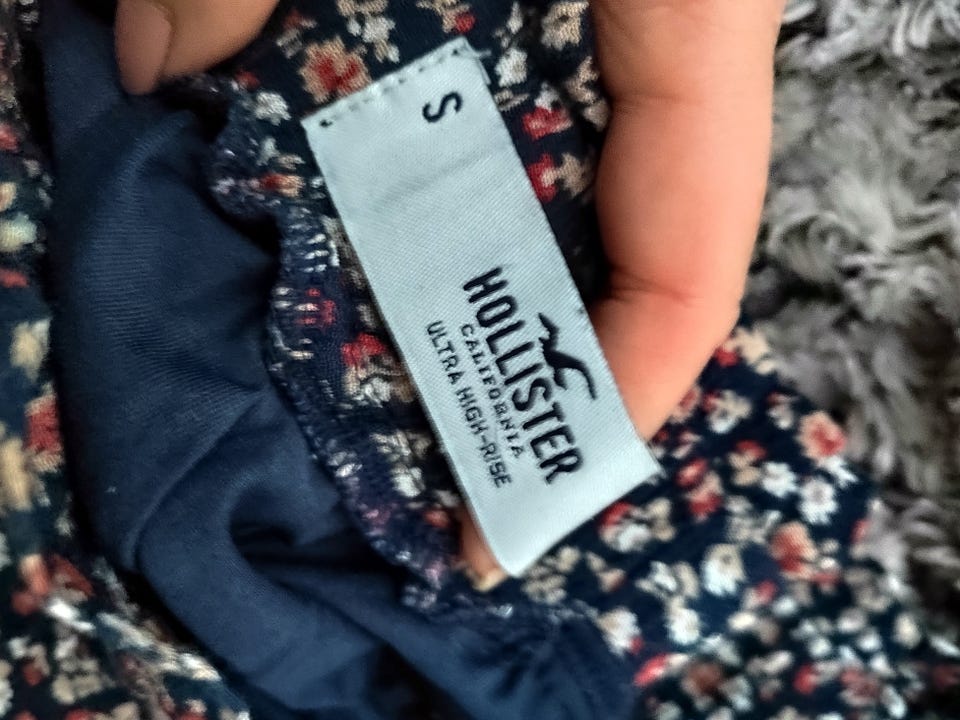 S
HOLLISTER
CALIFORNIA
ULTRA HIGH-RISE